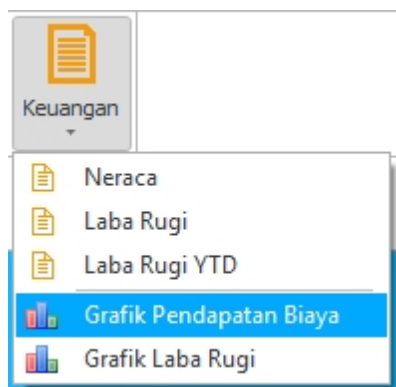 Keuangan
Neraca
Laba Rugi
Laba Rugi YTD
Grafik Pendapatan Biaya
Grafik Laba Rugi